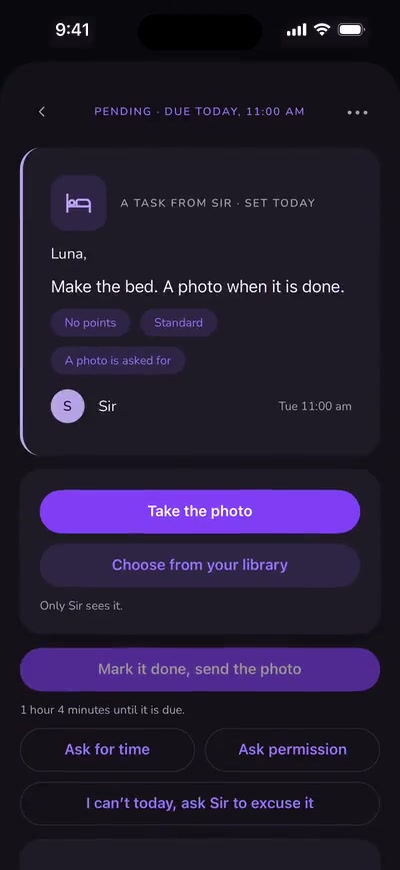 9:41
PENDING · DUE TODAY, 11:00 AM
A TASK FROM SIR · SET TODAY
Luna,
Make the bed. A photo when it is done.
No points
Standard
A photo is asked for
S
Sir
Tue 11:00 am
Take the photo
Choose from your library
Only Sir sees it.
Mark it done, send the photo
1 hour 4 minutes until it is due.
Ask for time
Ask permission
I can’t today, ask Sir to excuse it